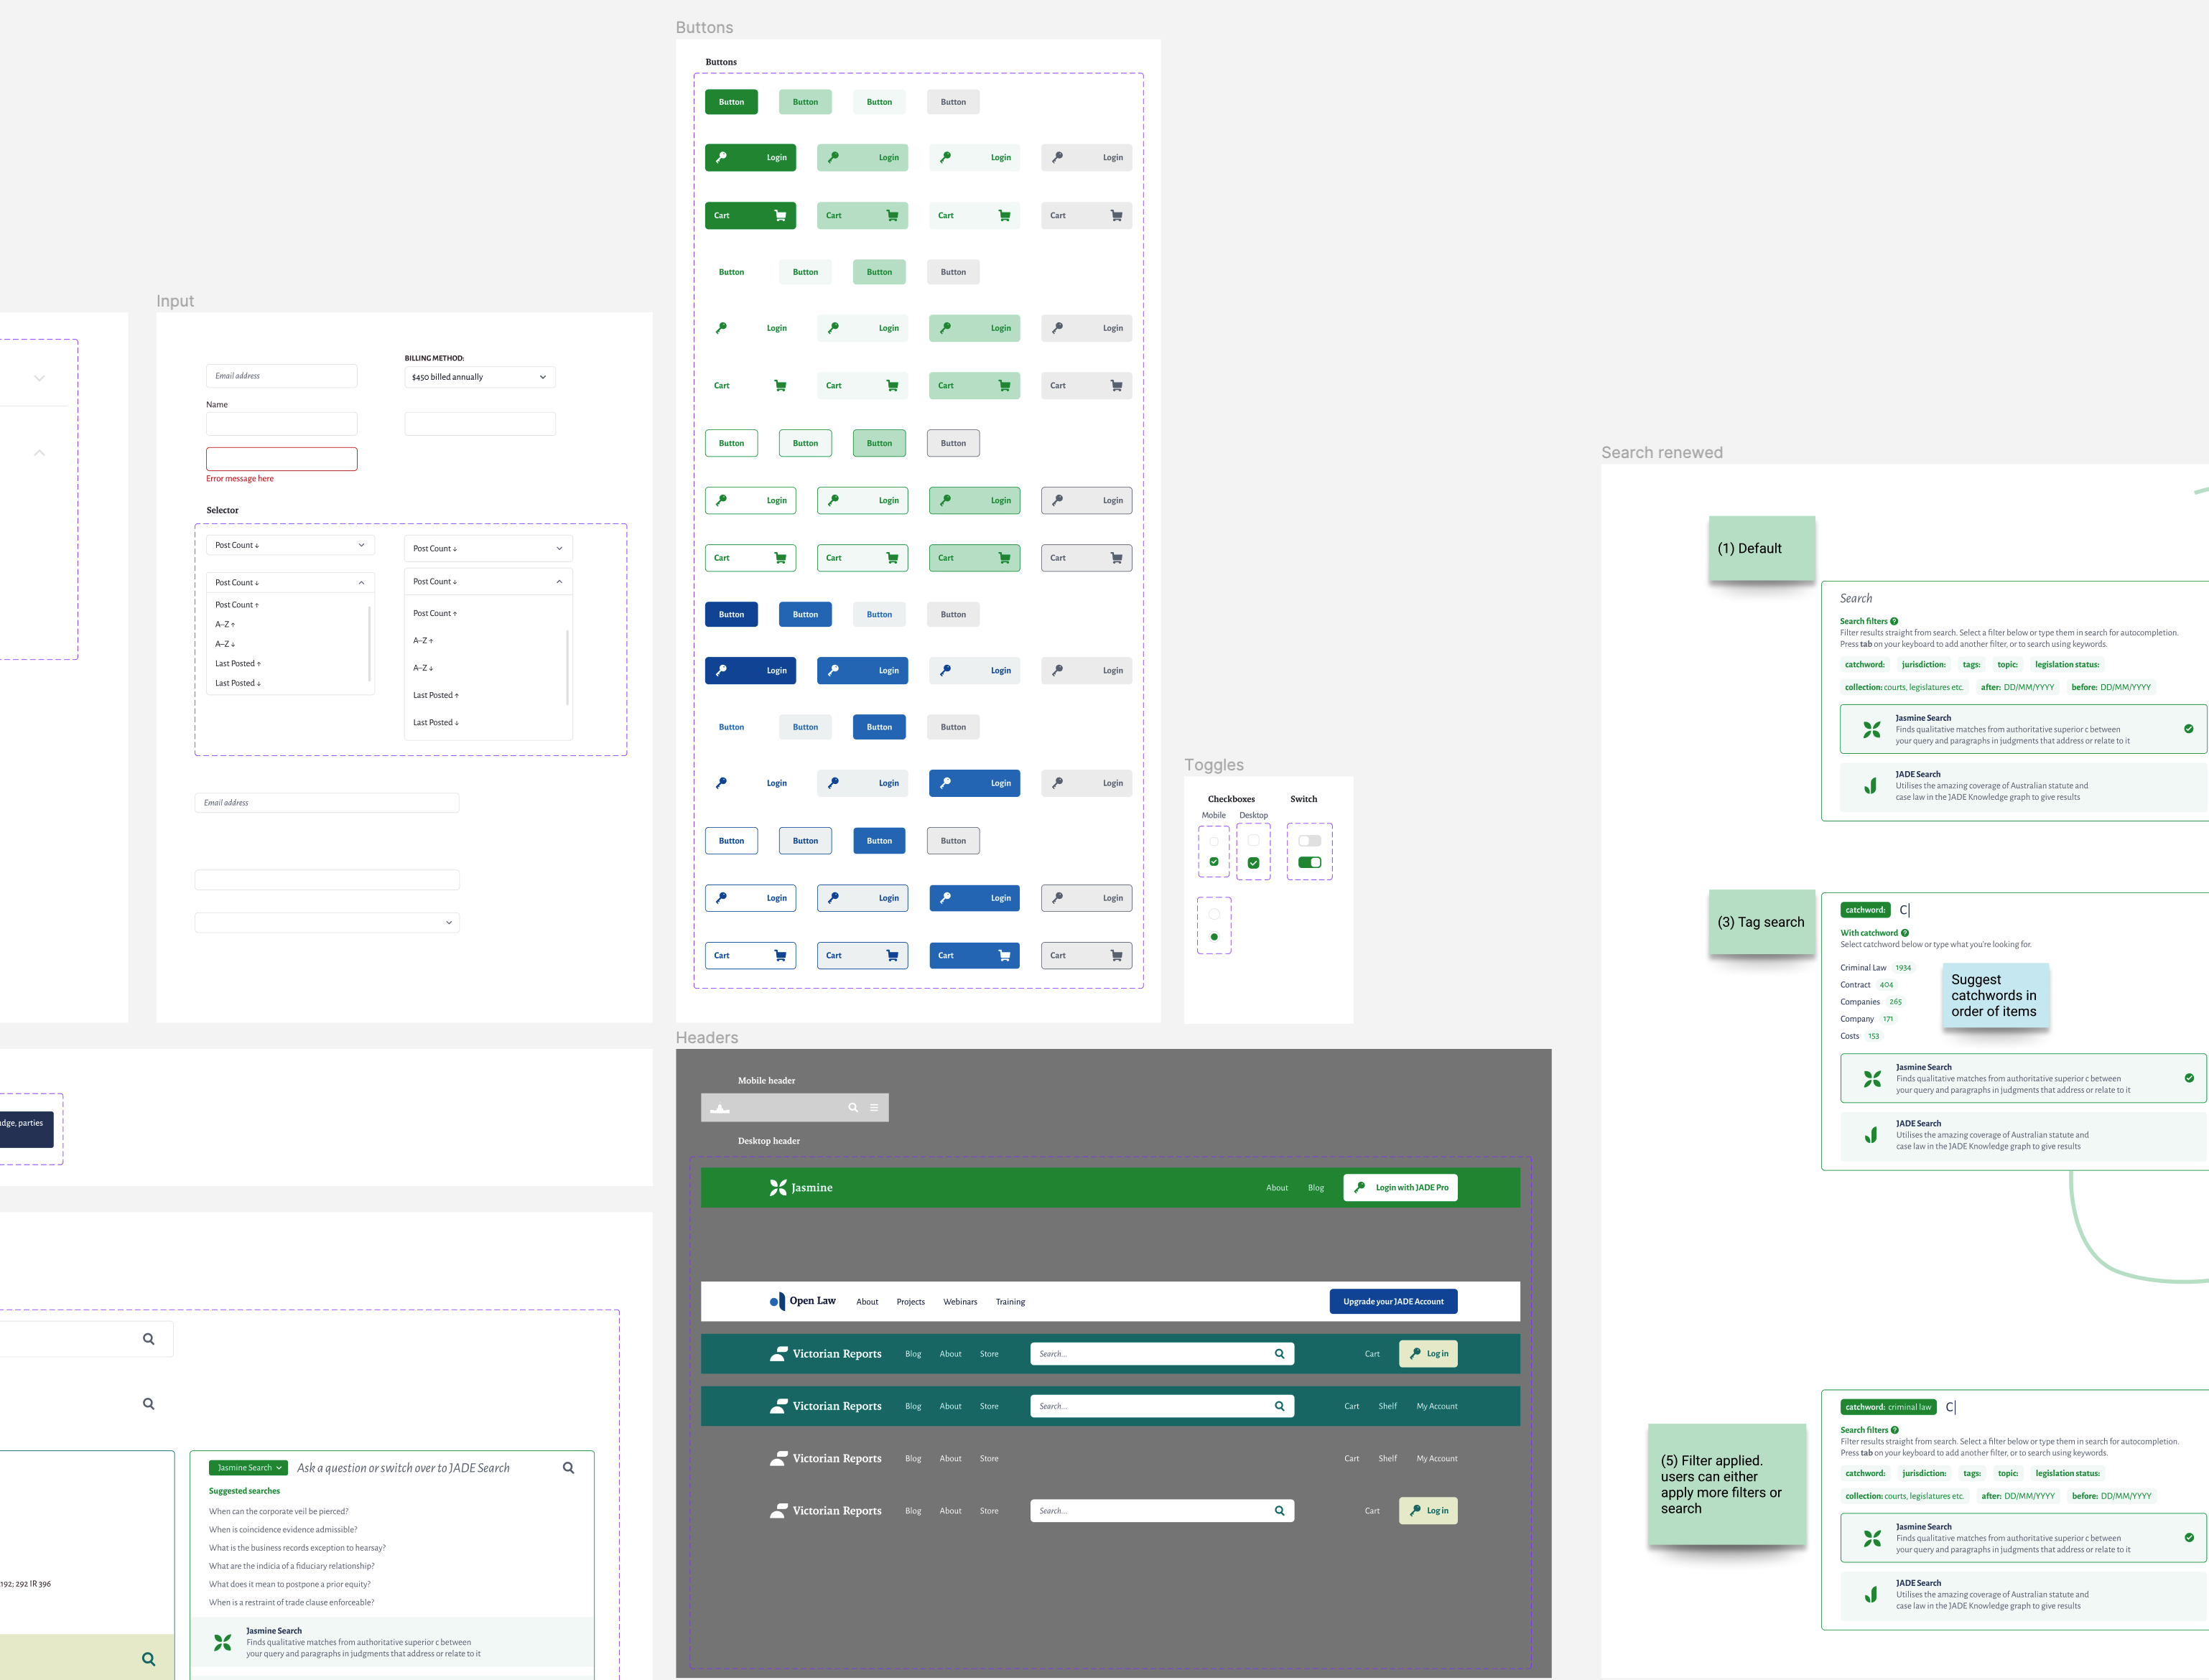 Buttons
Buttons
Button Button Button Button
Login Login Login Login
Cart Cart Cart Cart
Button Button Button Button
Login Login Login Login
Cart Cart Cart Cart
Button Button Button Button
Login Login Login Login
Cart Cart Cart Cart
Button Button Button Button
Login Login Login Login
Button Button Button Button
Login Login Login Login
Button Button Button Button
Login Login Login Login
Cart Cart Cart Cart
Input
Email address
BILLING METHOD:
$450 billed annually
Name
Error message here
Selector
Post Count ↓
Post Count ↓
Post Count ↑
A–Z ↑
A–Z ↓
Last Posted ↑
Last Posted ↓
Post Count ↓
Post Count ↓
Post Count ↑
A–Z ↑
A–Z ↓
Last Posted ↑
Last Posted ↓
Email address
Toggles
Checkboxes Switch
Mobile Desktop
parties
192; 292 IR 396
Jasmine Search Ask a question or switch over to JADE Search
Suggested searches
When can the corporate veil be pierced?
When is coincidence evidence admissible?
What is the business records exception to hearsay?
What are the indicia of a fiduciary relationship?
What does it mean to postpone a prior equity?
When is a restraint of trade clause enforceable?
Jasmine Search
Finds qualitative matches from authoritative superior c between
your query and paragraphs in judgments that address or relate to it
Headers
Mobile header
Desktop header
Jasmine About Blog Login with JADE Pro
Open Law About Projects Webinars Training Upgrade your JADE Account
Victorian Reports Blog About Store Search... Cart Log in
Victorian Reports Blog About Store Search... Cart Shelf My Account
Victorian Reports Blog About Store Cart Shelf My Account
Victorian Reports Blog About Store Search... Cart Log in
Search renewed
(1) Default
Search
Search filters ?
Filter results straight from search. Select a filter below or type them in search for autocompletion.
Press tab on your keyboard to add another filter, or to search using keywords.
catchword: jurisdiction: tags: topic: legislation status:
collection: courts, legislatures etc. after: DD/MM/YYYY before: DD/MM/YYYY
Jasmine Search
Finds qualitative matches from authoritative superior c between
your query and paragraphs in judgments that address or relate to it
JADE Search
Utilises the amazing coverage of Australian statute and
case law in the JADE Knowledge graph to give results
(3) Tag search
catchword: C
With catchword ?
Select catchword below or type what you're looking for.
Criminal Law 1934
Contract 404
Companies 265
Company 171
Costs 153
Suggest
catchwords in
order of items
Jasmine Search
Finds qualitative matches from authoritative superior c between
your query and paragraphs in judgments that address or relate to it
JADE Search
Utilises the amazing coverage of Australian statute and
case law in the JADE Knowledge graph to give results
(5) Filter applied.
users can either
apply more filters or
search
catchword: criminal law C
Search filters ?
Filter results straight from search. Select a filter below or type them in search for autocompletion.
Press tab on your keyboard to add another filter, or to search using keywords.
catchword: jurisdiction: tags: topic: legislation status:
collection: courts, legislatures etc. after: DD/MM/YYYY before: DD/MM/YYYY
Jasmine Search
Finds qualitative matches from authoritative superior c between
your query and paragraphs in judgments that address or relate to it
JADE Search
Utilises the amazing coverage of Australian statute and
case law in the JADE Knowledge graph to give results